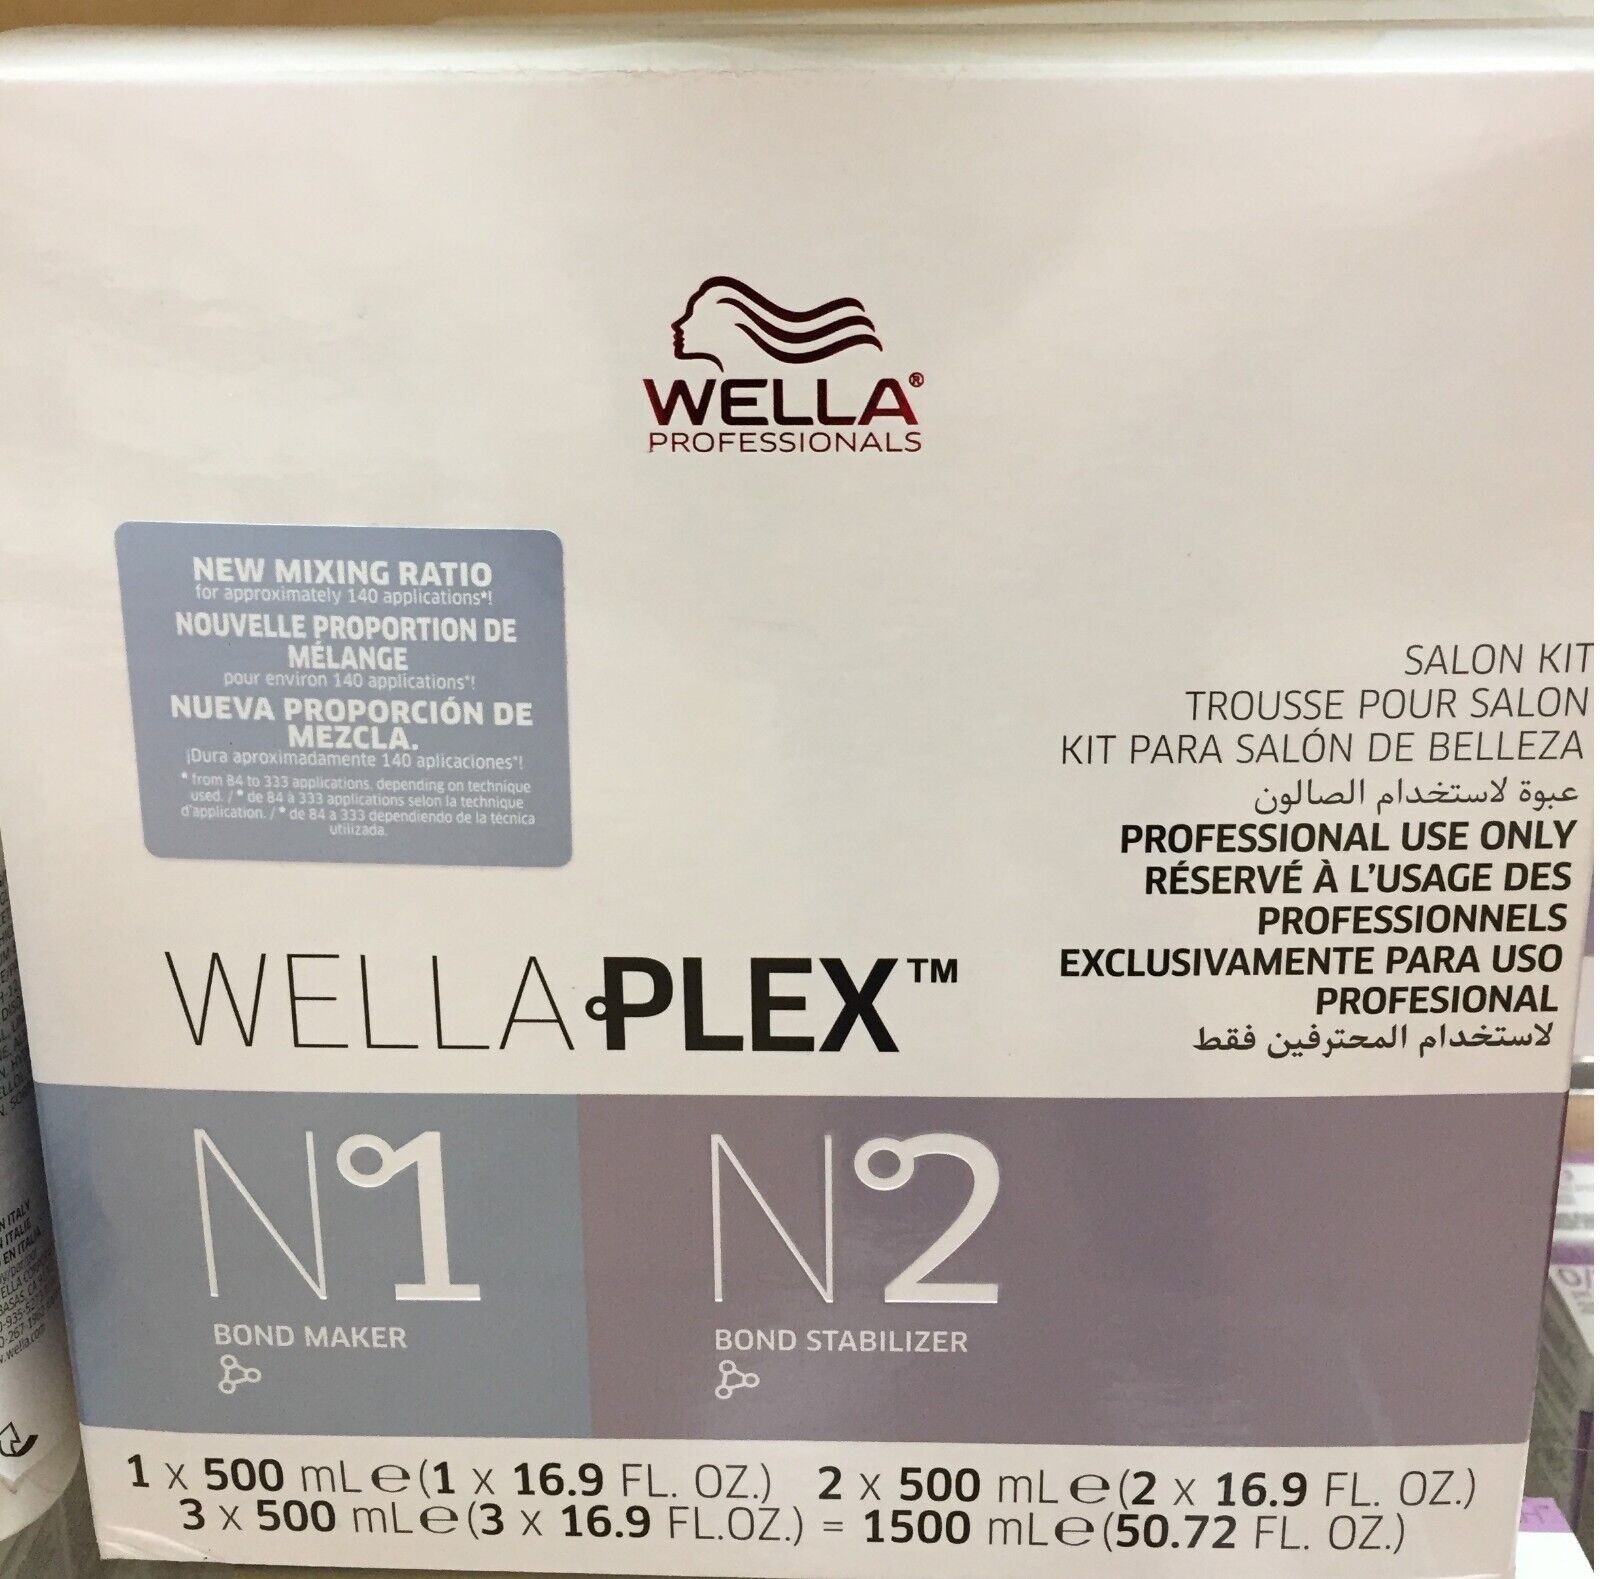 WELLA®
PROFESSIONALS
NEW MIXING RATIO
for approximately 140 applications*!
NOUVELLE PROPORTION DE
MÉLANGE
pour environ 140 applications*!
NUEVA PROPORCIÓN DE
MEZCLA.
¡Dura aproximadamente 140 aplicaciones*!
* from 84 to 333 applications, depending on technique
used. / * de 84 à 333 applications selon la technique
d'application. / * de 84 a 333 dependiendo de la técnica
utilizada.
SALON KIT
TROUSSE POUR SALON
KIT PARA SALÓN DE BELLEZA
عبوة لاستخدام الصالون
PROFESSIONAL USE ONLY
RÉSERVÉ À L'USAGE DES
PROFESSIONNELS
EXCLUSIVAMENTE PARA USO
PROFESIONAL
لاستخدام المحترفين فقط
WELLAPLEX™
N°1
BOND MAKER
N°2
BOND STABILIZER
1 x 500 mL e (1 x 16.9 FL. OZ.) 2 x 500 mL e (2 x 16.9 FL. OZ.)
3 x 500 mL e (3 x 16.9 FL.OZ.) = 1500 mL e (50.72 FL. OZ.)
N ITALY
EN ITALIA